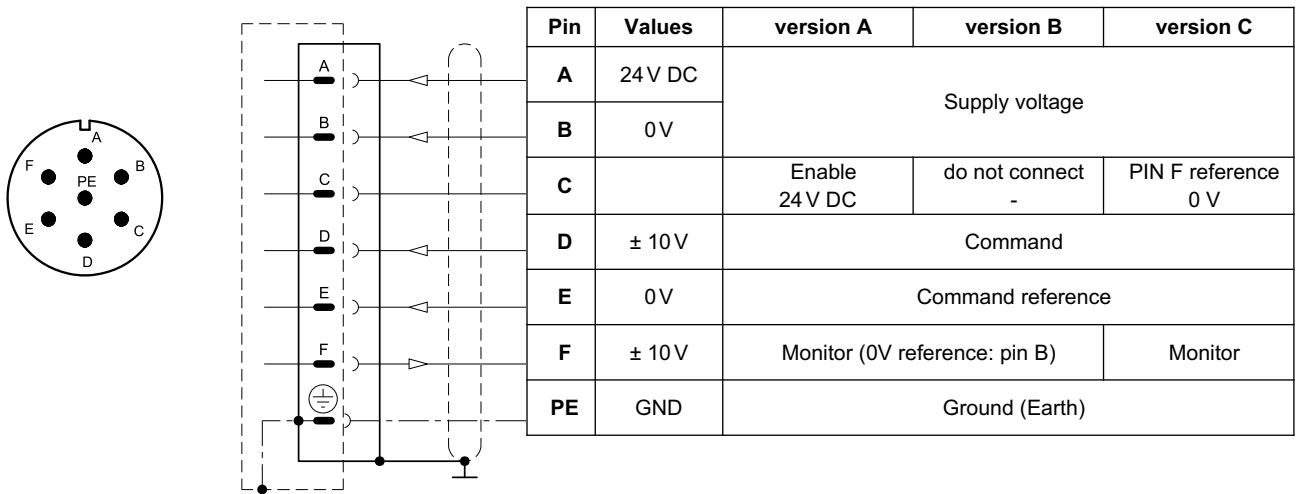 A
F
B
PE
E
C
D
A
B
C
D
E
F
Pin Values version A version B version C
A 24 V DC Supply voltage
B 0 V
C Enable 24 V DC do not connect - PIN F reference 0 V
D ± 10 V Command
E 0 V Command reference
F ± 10 V Monitor (0V reference: pin B) Monitor
PE GND Ground (Earth)